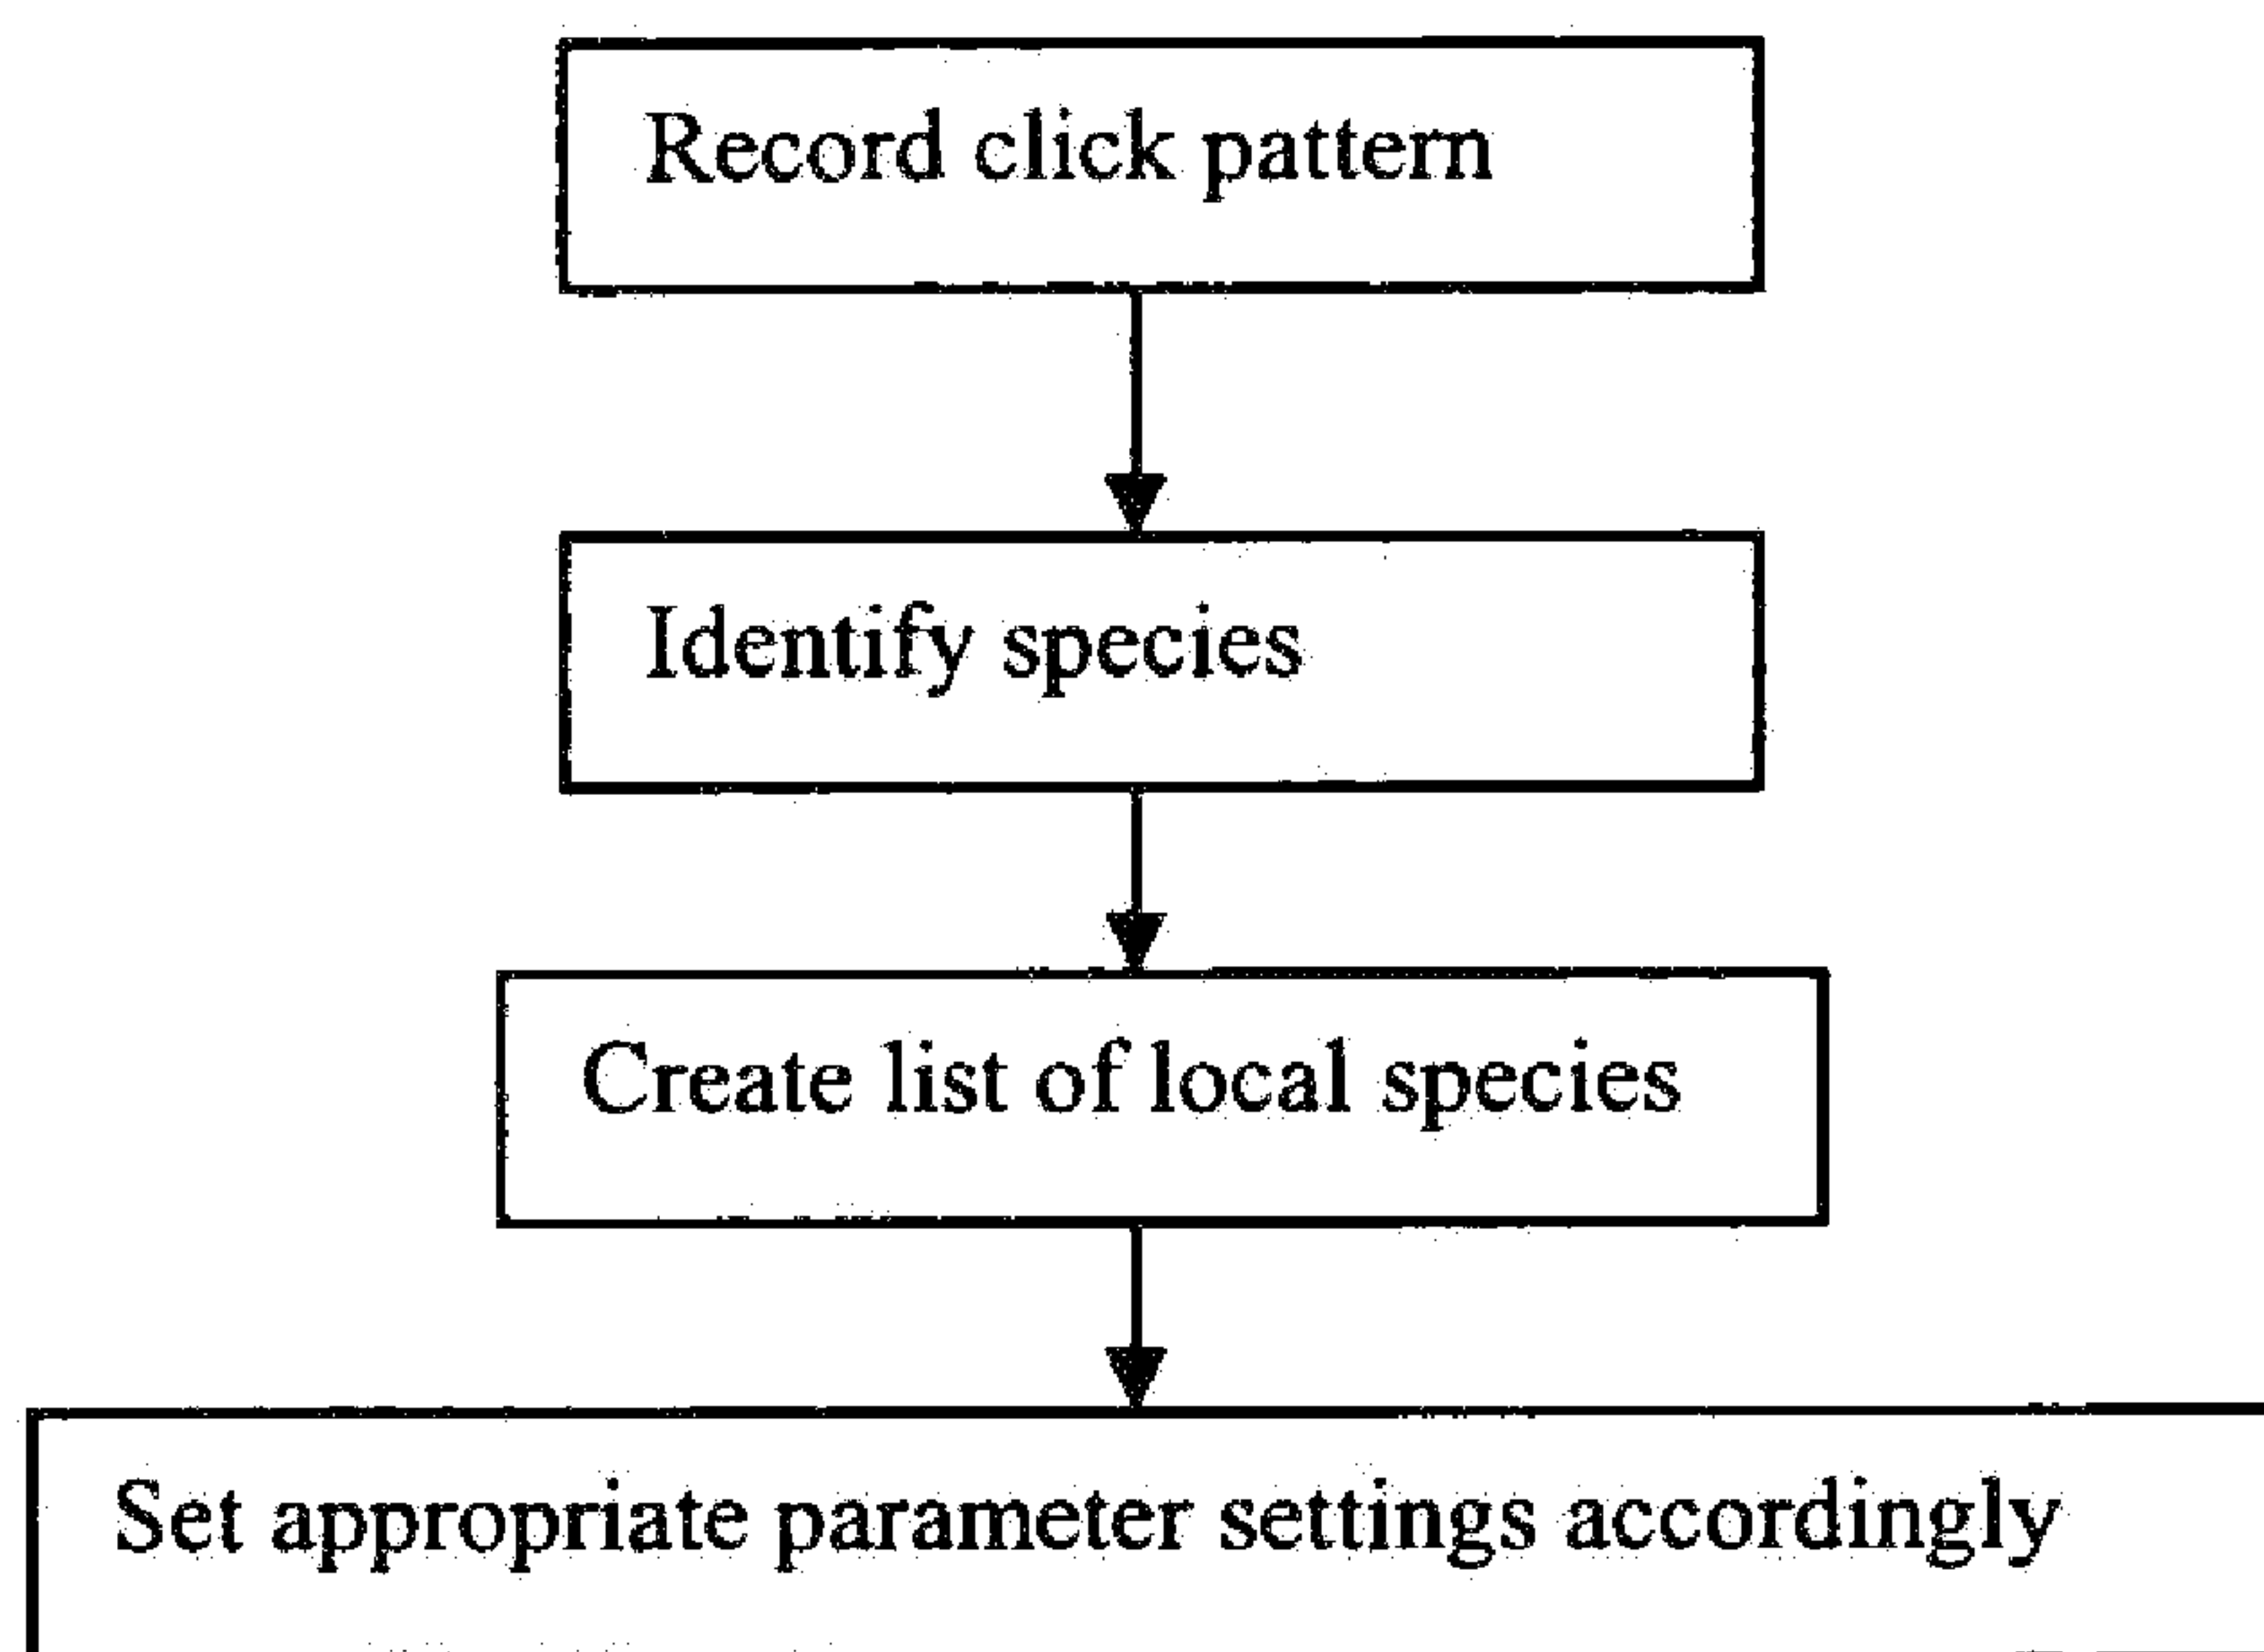 Record click pattern
Identify species
Create list of local species
Set appropriate parameter settings accordingly